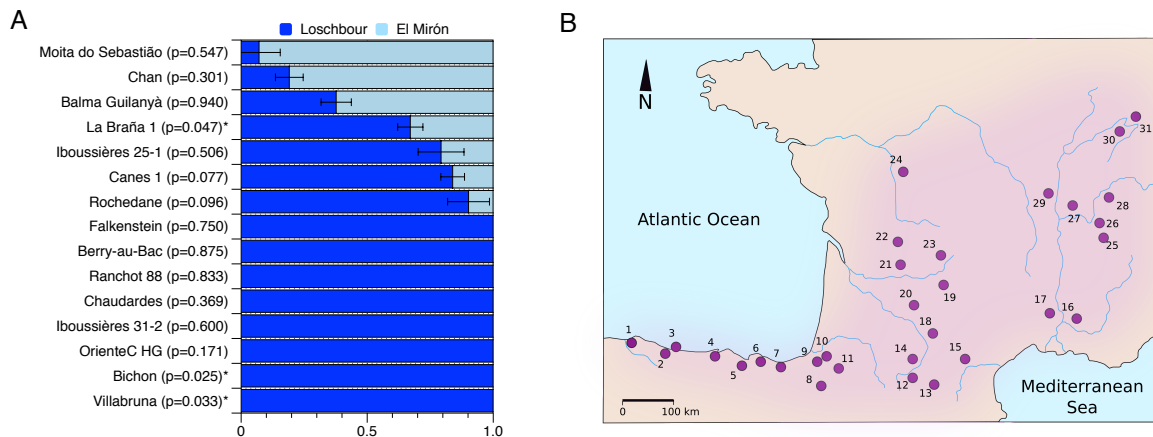 A
Loschbour El Mirón
Moita do Sebastião (p=0.547)
Chan (p=0.301)
Balma Guilanyà (p=0.940)
La Braña 1 (p=0.047)*
Iboussières 25-1 (p=0.506)
Canes 1 (p=0.077)
Rochedane (p=0.096)
Falkenstein (p=0.750)
Berry-au-Bac (p=0.875)
Ranchot 88 (p=0.833)
Chaudardes (p=0.369)
Iboussières 31-2 (p=0.600)
OrienteC HG (p=0.171)
Bichon (p=0.025)*
Villabruna (p=0.033)*
0 0.5 1.0
B
N
Atlantic Ocean
Mediterranean
Sea
0 100 km
1
2
3
4
5
6
7
8
9
10
11
12
13
14
15
16
17
18
19
20
21
22
23
24
25
26
27
28
29
30
31